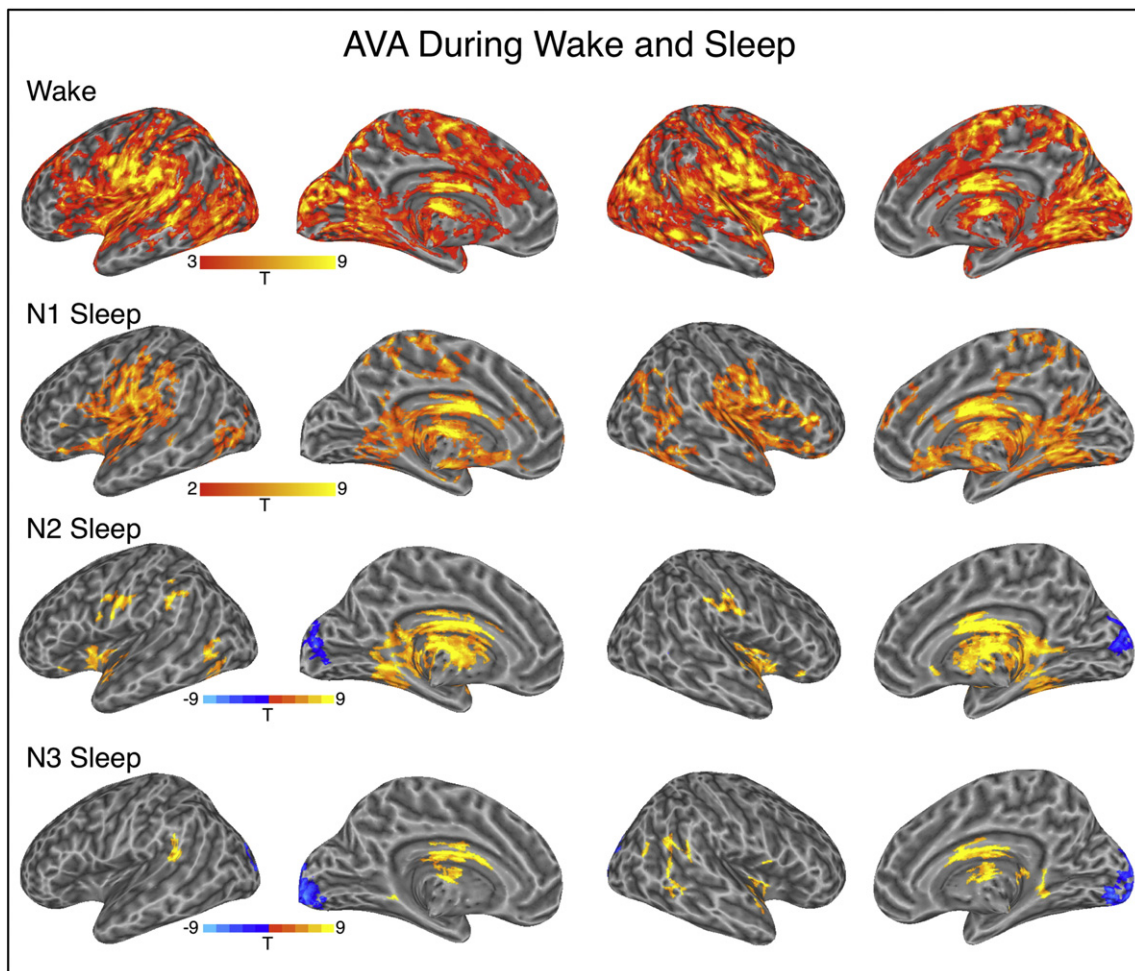 AVA During Wake and Sleep
Wake
3 9
T
N1 Sleep
2 9
T
N2 Sleep
-9 9
T
N3 Sleep
-9 9
T